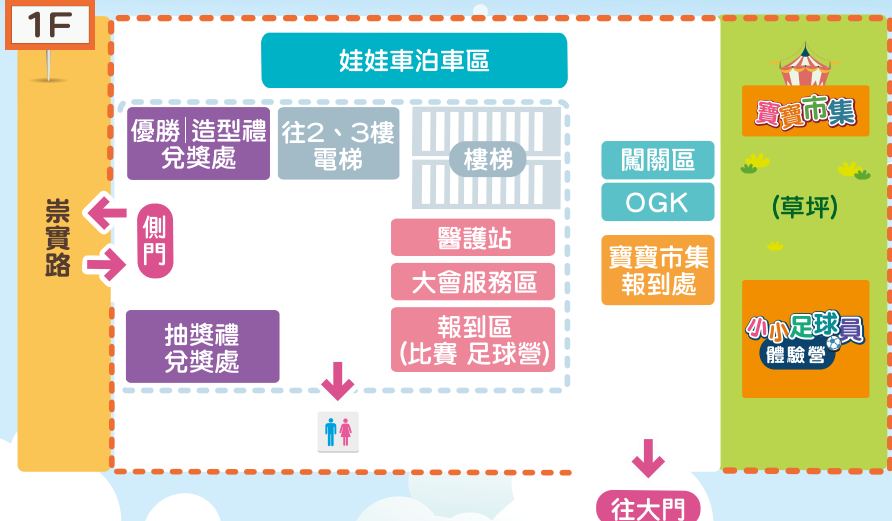 1F
娃娃車泊車區
優勝|造型禮
兌獎處
往2、3樓
電梯
樓梯
闖關區
OGK
寶寶市集
報到處
寶寶市集
(草坪)
小小足球員
體驗營
崇實路
側門
醫護站
大會服務區
報到區
(比賽 足球營)
抽獎禮
兌獎處
往大門